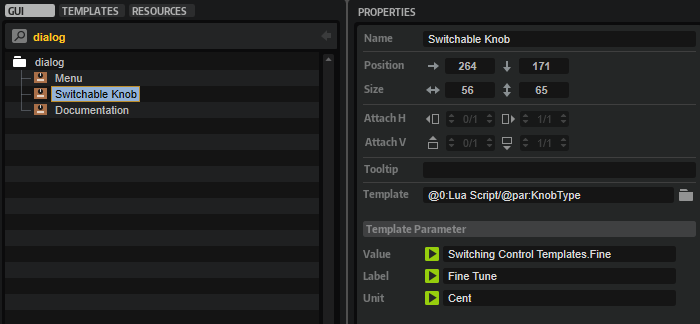 GUI TEMPLATES RESOURCES
dialog
dialog
Menu
Switchable Knob
Documentation
PROPERTIES
Name Switchable Knob
Position 264 171
Size 56 65
Attach H 0/1 1/1
Attach V 0/1 1/1
Tooltip
Template @0:Lua Script/@par:KnobType
Template Parameter
Value Switching Control Templates.Fine
Label Fine Tune
Unit Cent